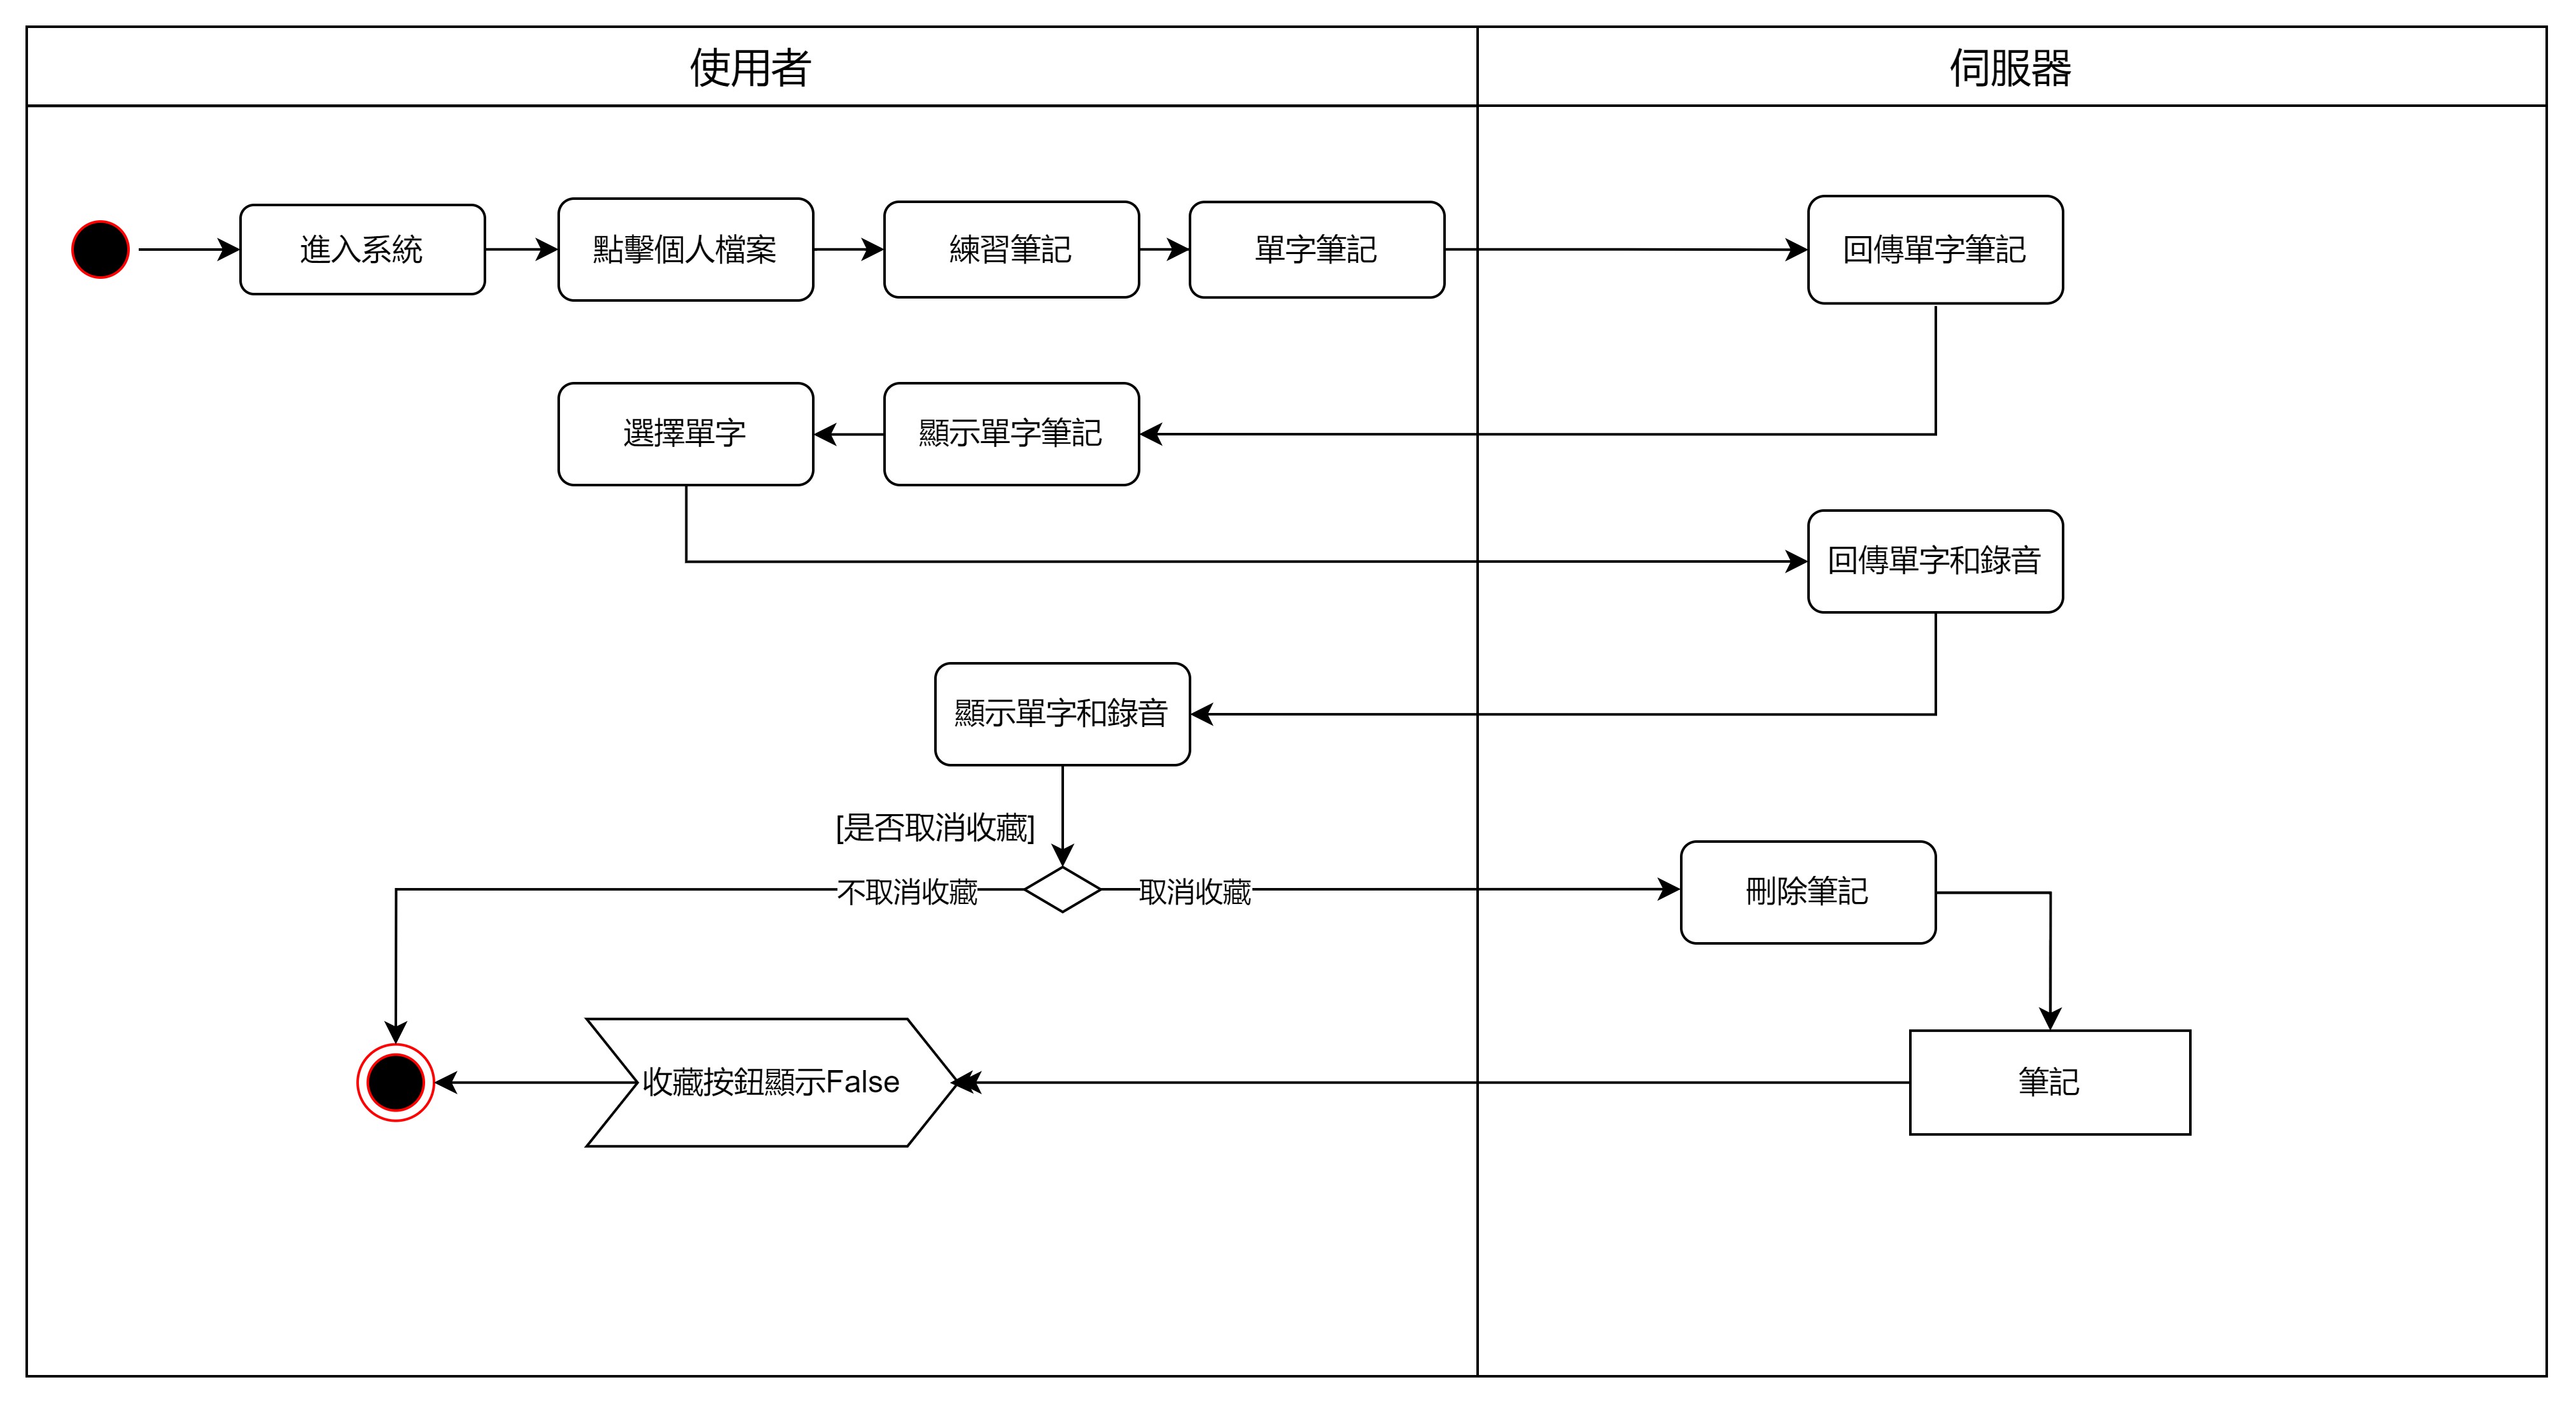 使用者
伺服器
進入系統
點擊個人檔案
練習筆記
單字筆記
回傳單字筆記
選擇單字
顯示單字筆記
回傳單字和錄音
顯示單字和錄音
[是否取消收藏]
不取消收藏
取消收藏
刪除筆記
收藏按鈕顯示False
筆記